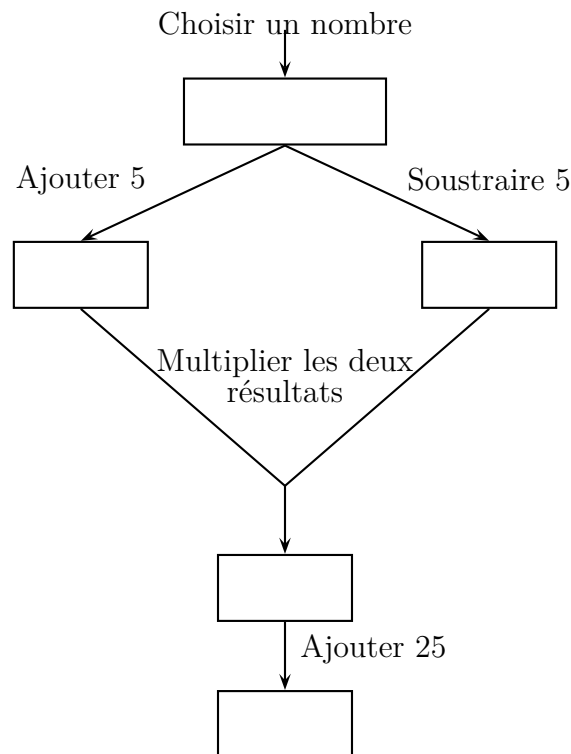 Choisir un nombre
Ajouter 5
Soustraire 5
Multiplier les deux
résultats
Ajouter 25